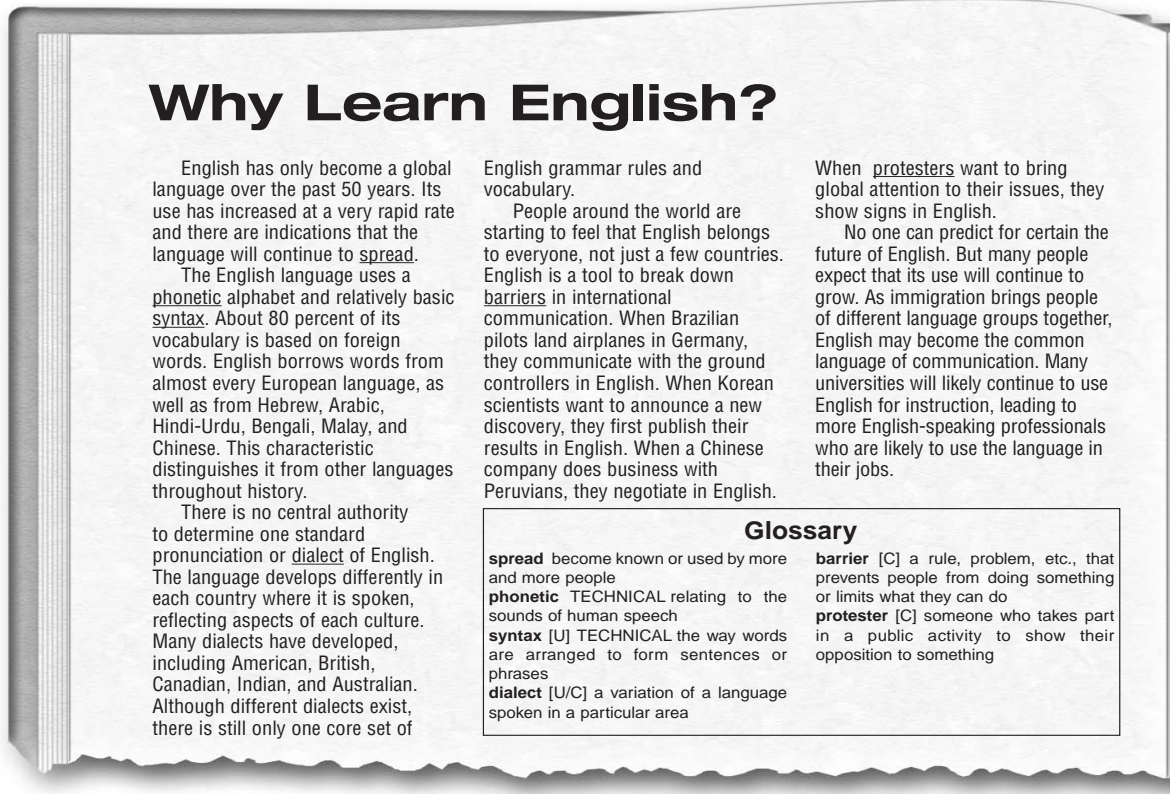 Why Learn English?
English has only become a global
language over the past 50 years. Its
use has increased at a very rapid rate
and there are indications that the
language will continue to spread.
The English language uses a
phonetic alphabet and relatively basic
syntax. About 80 percent of its
vocabulary is based on foreign
words. English borrows words from
almost every European language, as
well as from Hebrew, Arabic,
Hindi-Urdu, Bengali, Malay, and
Chinese. This characteristic
distinguishes it from other languages
throughout history.
There is no central authority
to determine one standard
pronunciation or dialect of English.
The language develops differently in
each country where it is spoken,
reflecting aspects of each culture.
Many dialects have developed,
including American, British,
Canadian, Indian, and Australian.
Although different dialects exist,
there is still only one core set of
English grammar rules and
vocabulary.
People around the world are
starting to feel that English belongs
to everyone, not just a few countries.
English is a tool to break down
barriers in international
communication. When Brazilian
pilots land airplanes in Germany,
they communicate with the ground
controllers in English. When Korean
scientists want to announce a new
discovery, they first publish their
results in English. When a Chinese
company does business with
Peruvians, they negotiate in English.
When protesters want to bring
global attention to their issues, they
show signs in English.
No one can predict for certain the
future of English. But many people
expect that its use will continue to
grow. As immigration brings people
of different language groups together,
English may become the common
language of communication. Many
universities will likely continue to use
English for instruction, leading to
more English-speaking professionals
who are likely to use the language in
their jobs.
Glossary
spread become known or used by more
and more people
phonetic TECHNICAL relating to the
sounds of human speech
syntax [U] TECHNICAL the way words
are arranged to form sentences or
phrases
dialect [U/C] a variation of a language
spoken in a particular area
barrier [C] a rule, problem, etc., that
prevents people from doing something
or limits what they can do
protester [C] someone who takes part
in a public activity to show their
opposition to something